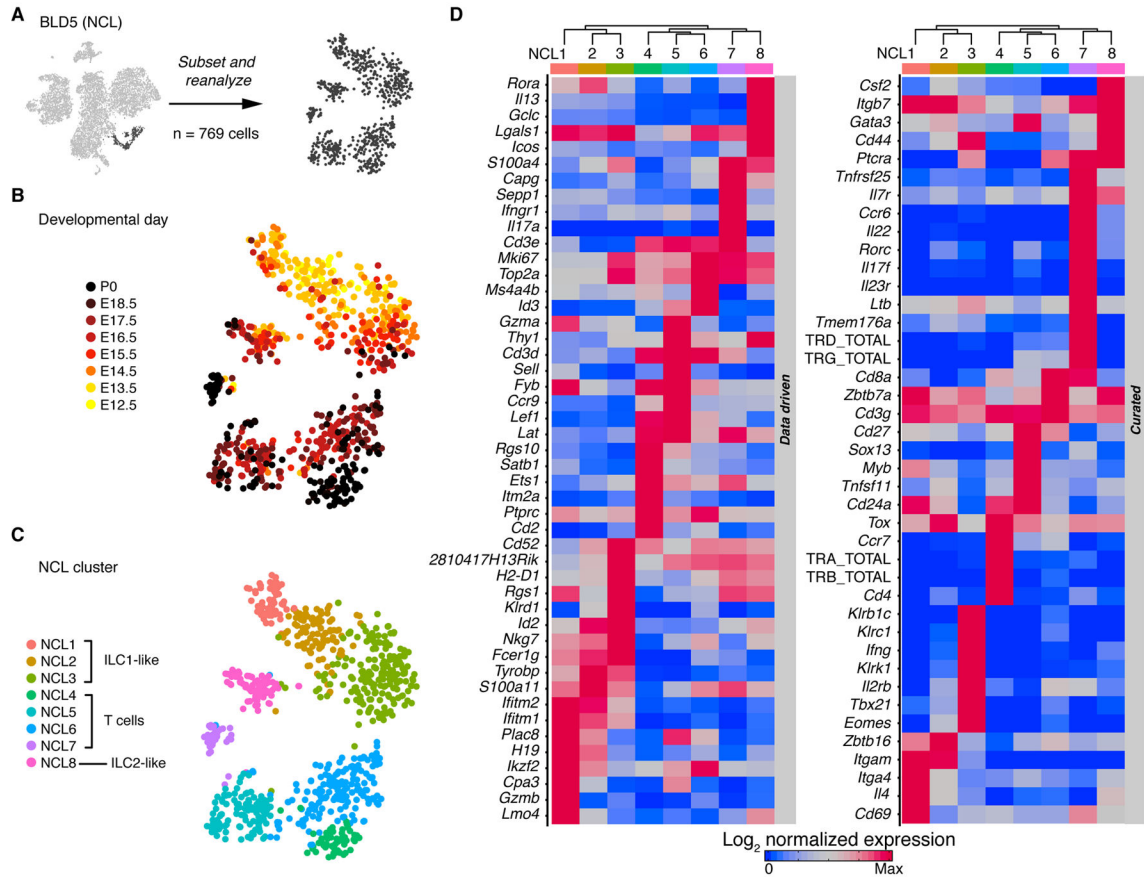 A
BLD5 (NCL)
Subset and
reanalyze
n = 769 cells
B
Developmental day
P0
E18.5
E17.5
E16.5
E15.5
E14.5
E13.5
E12.5
C
NCL cluster
NCL1
NCL2
NCL3
NCL4
NCL5
NCL6
NCL7
NCL8
ILC1-like
T cells
ILC2-like
D
NCL1 2 3 4 5 6 7 8
Rora
Il13
Gclc
Lgals1
Icos
S100a4
Capg
Sepp1
Ifngr1
Il17a
Cd3e
Mki67
Top2a
Ms4a4b
Id3
Gzma
Thy1
Cd3d
Sell
Fyb
Ccr9
Lef1
Lat
Rgs10
Satb1
Ets1
Itm2a
Ptprc
Cd2
Cd52
2810417H13Rik
H2-D1
Rgs1
Klrd1
Id2
Nkg7
Fcer1g
Tyrobp
S100a11
Ifitm2
Ifitm1
Plac8
H19
Ikzf2
Cpa3
Gzmb
Lmo4
Data driven
NCL1 2 3 4 5 6 7 8
Csf2
Itgb7
Gata3
Cd44
Ptcra
Tnfrsf25
Il7r
Ccr6
Il22
Rorc
Il17f
Il23r
Ltb
Tmem176a
TRD_TOTAL
TRG_TOTAL
Cd8a
Zbtb7a
Cd3g
Cd27
Sox13
Myb
Tnfsf11
Cd24a
Tox
Ccr7
TRA_TOTAL
TRB_TOTAL
Cd4
Klrb1c
Klrc1
Ifng
Klrk1
Il2rb
Tbx21
Eomes
Zbtb16
Itgam
Itga4
Il4
Cd69
Curated
Log2 normalized expression
0 Max